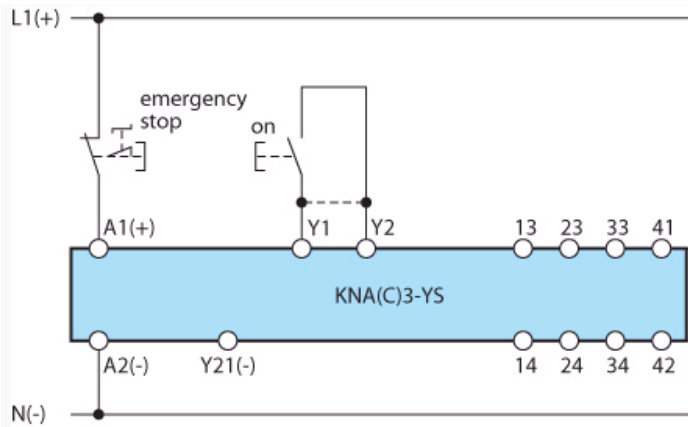 L1(+)
emergency
stop
on
A1(+)
Y1
Y2
13
23
33
41
KNA(C)3-YS
A2(-)
Y21(-)
14
24
34
42
N(-)